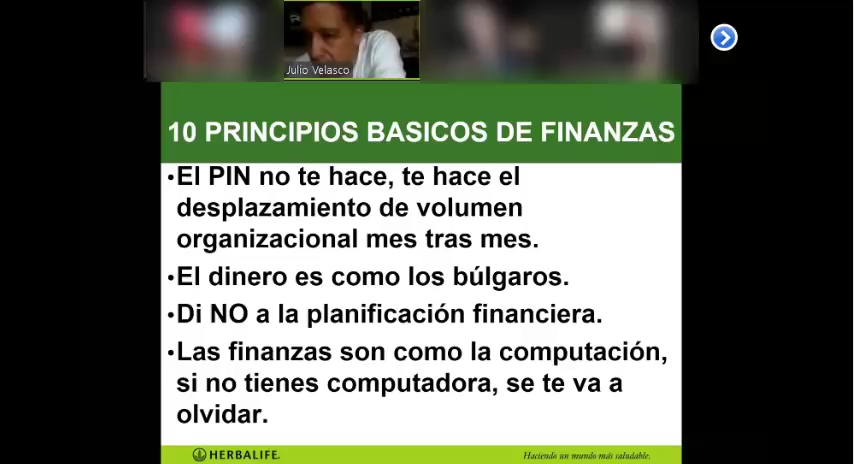 Julio Velasco
10 PRINCIPIOS BASICOS DE FINANZAS
•El PIN no te hace, te hace el
desplazamiento de volumen
organizacional mes tras mes.
•El dinero es como los búlgaros.
•Di NO a la planificación financiera.
•Las finanzas son como la computación,
si no tienes computadora, se te va a
olvidar.
HERBALIFE.
Haciendo un mundo más saludable.